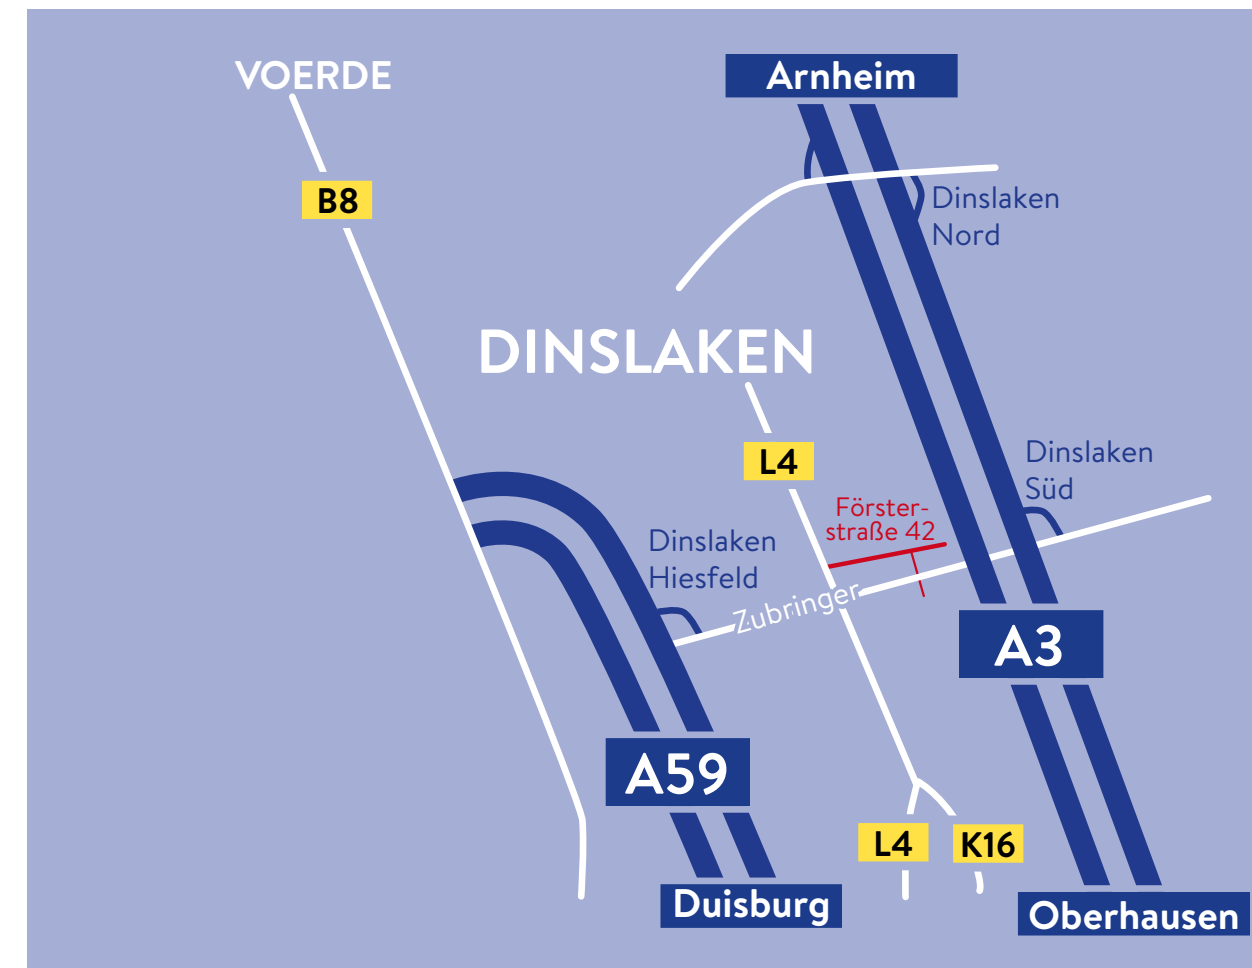 VOERDE
Arnheim
B8
Dinslaken
Nord
DINSLAKEN
L4
Dinslaken
Süd
Förster-
straße 42
Dinslaken
Hiesfeld
Zubringer
A3
A59
L4
K16
Duisburg
Oberhausen